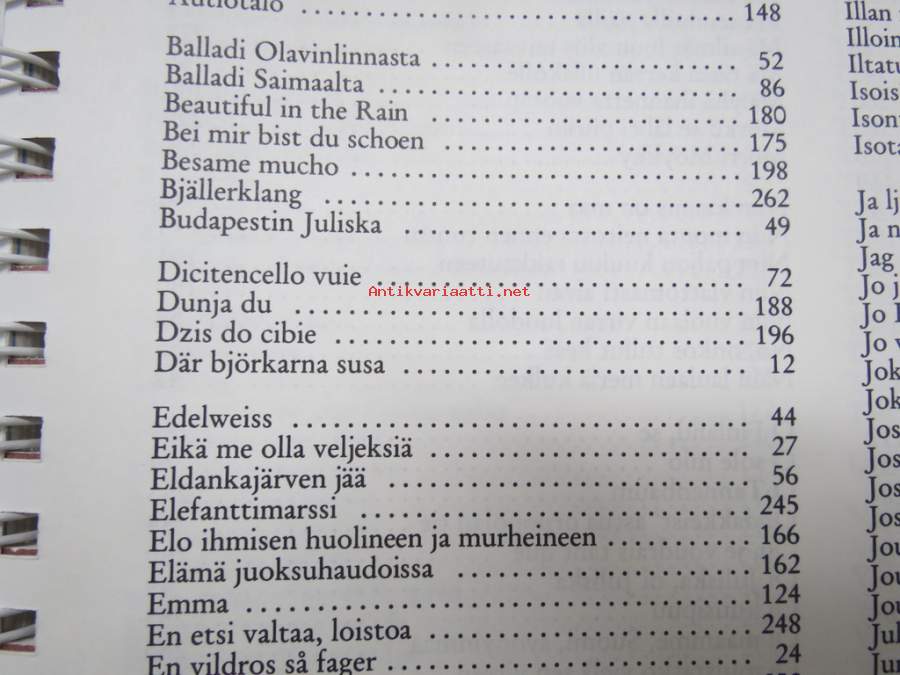 Autiotalo 148
Balladi Olavinlinnasta 52
Balladi Saimaalta 86
Beautiful in the Rain 180
Bei mir bist du schoen 175
Besame mucho 198
Bjällerklang 262
Budapestin Juliska 49
Dicitencello vuie 72
Antikvariaatti.net
Dunja du 188
Dzis do cibie 196
Där björkarna susa 12
Edelweiss 44
Eikä me olla veljeksiä 27
Eldankajärven jää 56
Elefanttimarssi 245
Elo ihmisen huolineen ja murheineen 166
Elämä juoksuhaudoissa 162
Emma 124
En etsi valtaa, loistoa 248
En vildros så fager 24
Illan
Illoin
Iltatu
Isois
Ison
Isota
Ja lj
Ja n
Jag
Jo j
Jo
Jo v
Jok
Jok
Jos
Jos
Jos
Jos
Jou
Jou
Jou
Jul
Jur